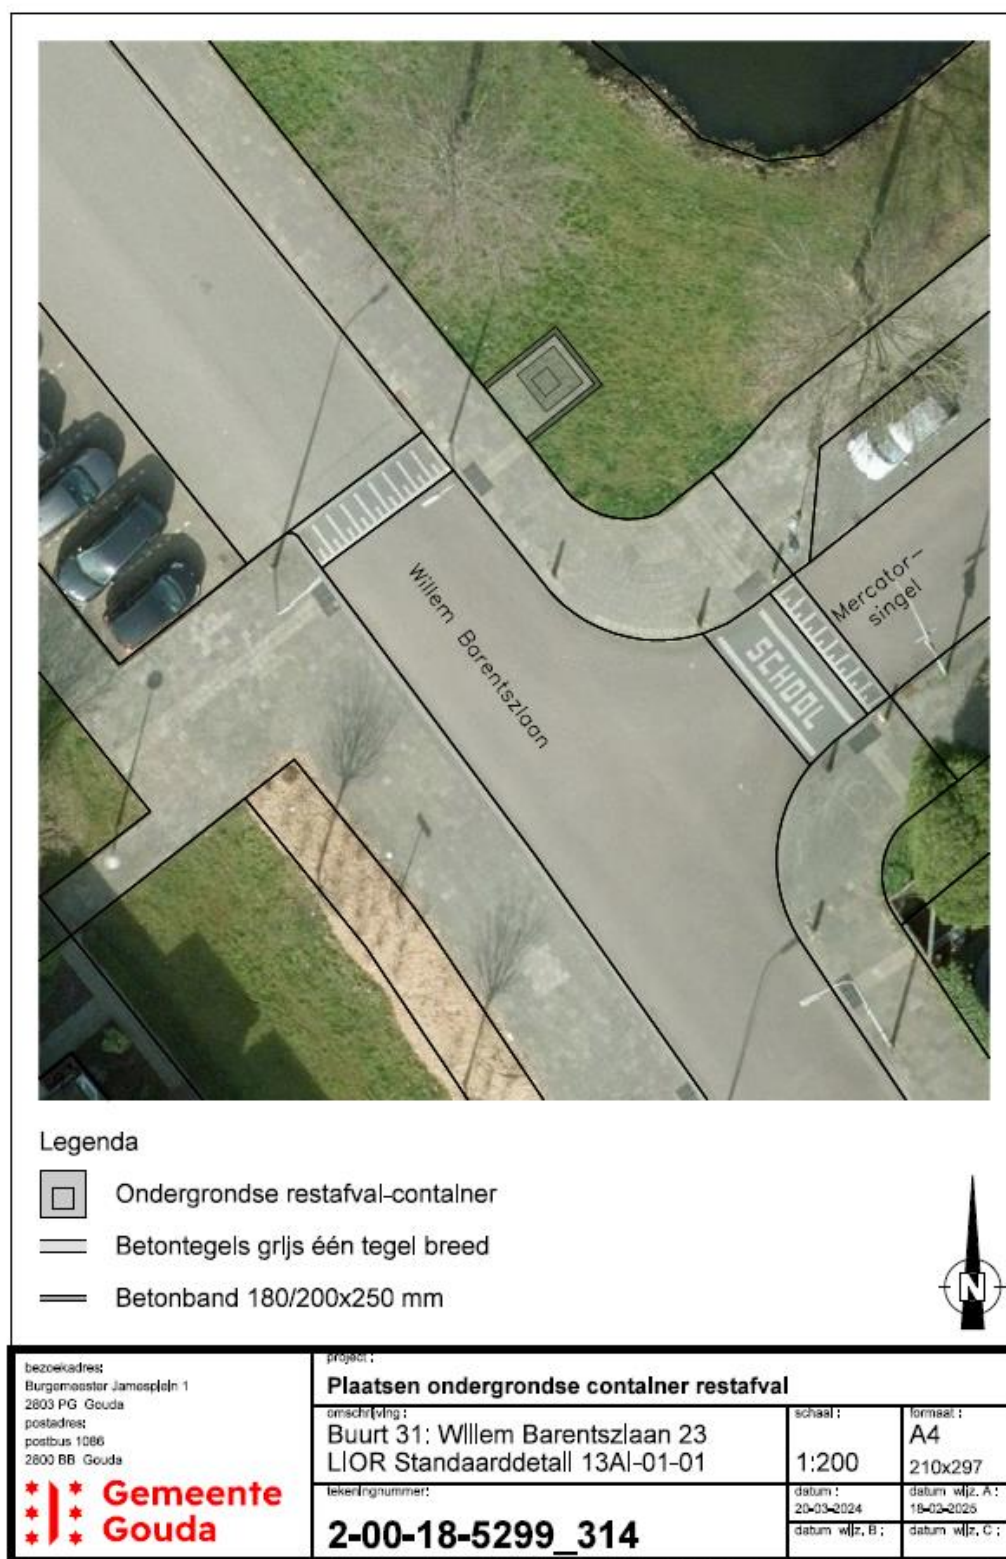 Willem Barentszlaan
Mercator-
singel
SCHOOL
Legenda
Ondergrondse restafval-container
Betontegels grijs één tegel breed
Betonband 180/200x250 mm
N
bezoekadres:
Burgemeester Jamesplein 1
2803 PG Gouda
postadres:
postbus 1086
2800 BB Gouda
Gemeente
Gouda
project :
Plaatsen ondergrondse container restafval
omschrijving :
Buurt 31: Willem Barentszlaan 23
LIOR Standaarddetail 13AI-01-01
schaal :
1:200
formaat :
A4
210x297
tekeningnummer:
2-00-18-5299_314
datum :
20-03-2024
datum wijz. A :
18-02-2025
datum wijz. B :
datum wijz. C :